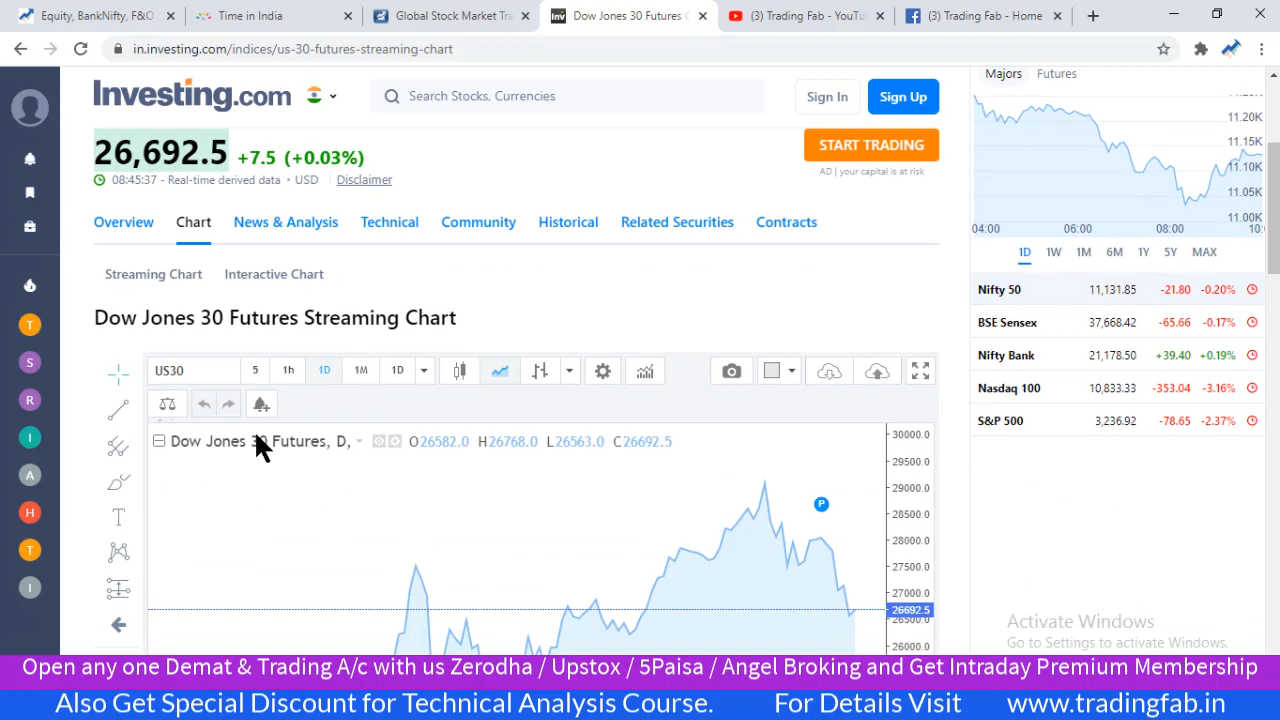 Equity, BankNifty, F&O
Time in India
Global Stock Market Tra
Dow Jones 30 Futures C
(3) Trading Fab - YouTu
(3) Trading Fab - Home
in.investing.com/indices/us-30-futures-streaming-chart
Investing.com
Search Stocks, Currencies
Sign In
Sign Up
26,692.5 +7.5 (+0.03%)
08:45:37 - Real-time derived data • USD Disclaimer
START TRADING
AD | your capital is at risk
Overview Chart News & Analysis Technical Community Historical Related Securities Contracts
Streaming Chart Interactive Chart
Dow Jones 30 Futures Streaming Chart
US30 5 1h 1D 1M 1D
Dow Jones 30 Futures, D, O26582.0 H26768.0 L26563.0 C26692.5
P
30000.0
29500.0
29000.0
28500.0
28000.0
27500.0
27000.0
26692.5
26500.0
26000.0
T
S
R
I
A
H
T
I
Majors Futures
11.20K
11.15K
11.10K
11.05K
11.00K
04:00 06:00 08:00 10:
1D 1W 1M 6M 1Y 5Y MAX
Nifty 50 11,131.85 -21.80 -0.20%
BSE Sensex 37,668.42 -65.66 -0.17%
Nifty Bank 21,178.50 +39.40 +0.19%
Nasdaq 100 10,833.33 -353.04 -3.16%
S&P 500 3,236.92 -78.65 -2.37%
Activate Windows
Go to Settings to activate Windows.
Open any one Demat & Trading A/c with us Zerodha / Upstox / 5Paisa / Angel Broking and Get Intraday Premium Membership
Also Get Special Discount for Technical Analysis Course. For Details Visit www.tradingfab.in